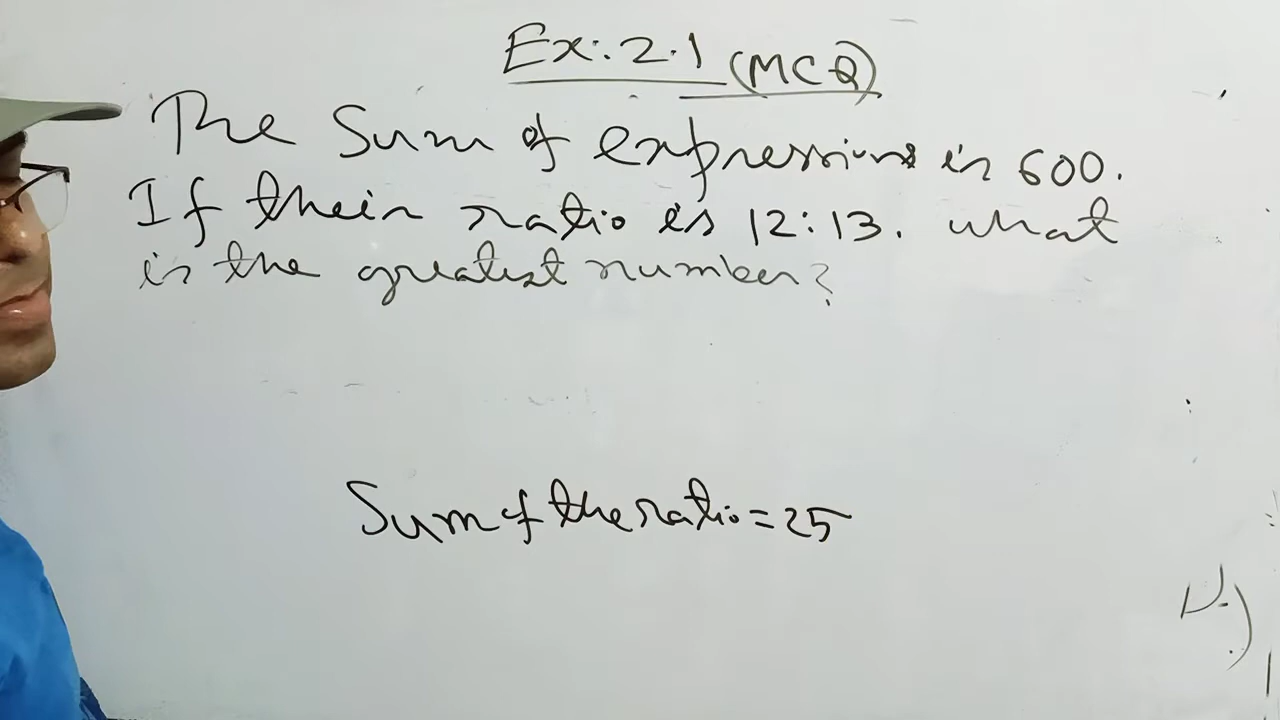 Ex:. 2.1 (MCQ)
The Sum of expressions is 600.
If their ratio is 12:13. what
is the greatest number?
Sum of the ratio = 25